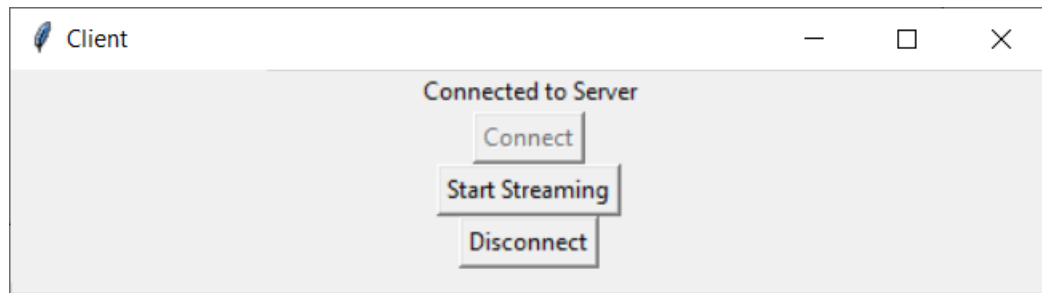 Client
Connected to Server
Connect
Start Streaming
Disconnect